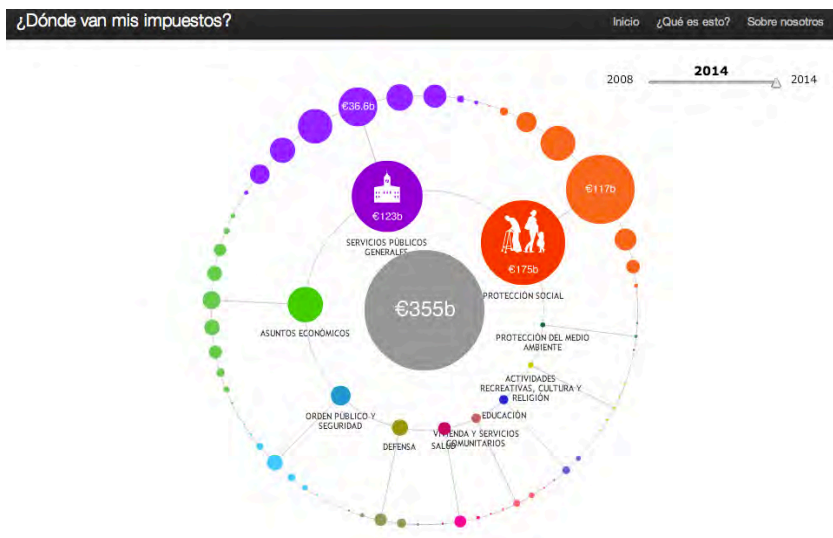 ¿Dónde van mis impuestos?
Inicio ¿Qué es esto? Sobre nosotros
2008 2014 2014
€36.6b
€117b
€123b
SERVICIOS PÚBLICOS
GENERALES
€175b
PROTECCIÓN SOCIAL
€355b
ASUNTOS ECONÓMICOS
PROTECCIÓN DEL MEDIO
AMBIENTE
ACTIVIDADES
RECREATIVAS, CULTURA Y
RELIGIÓN
ORDEN PÚBLICO Y
SEGURIDAD
EDUCACIÓN
DEFENSA
SALUD
VIVIENDA Y SERVICIOS
COMUNITARIOS